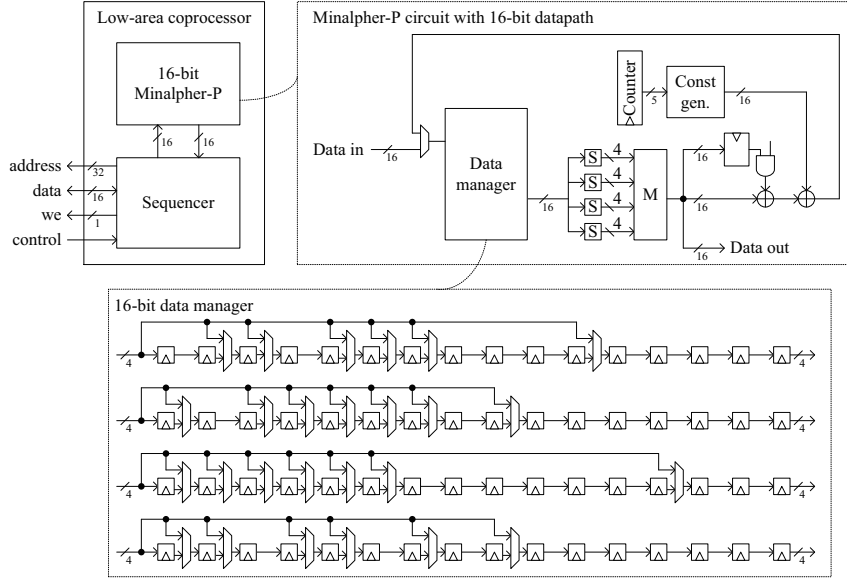 Low-area coprocessor
16-bit
Minalpher-P
16
16
address
32
data
16
we
1
control
Sequencer
Minalpher-P circuit with 16-bit datapath
Data in
16
Data
manager
16
S
4
S
4
S
4
S
4
M
Counter
5
Const
gen.
16
16
16
16
Data out
16-bit data manager
4
4
4
4
4
4
4
4